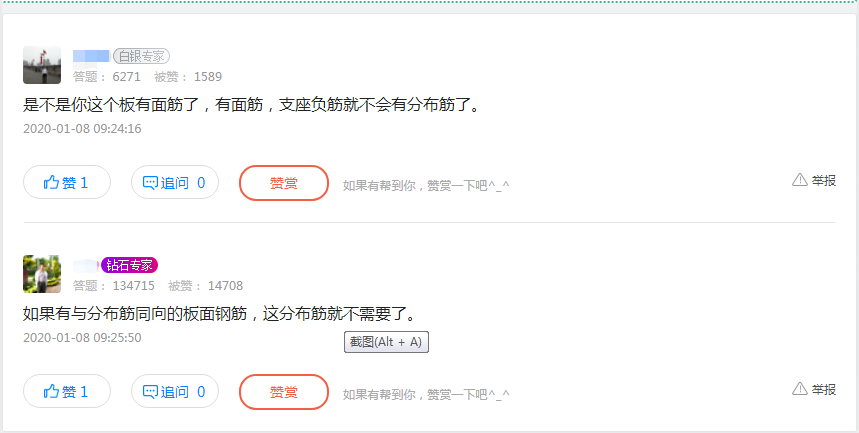 白银专家
答题： 6271 被赞： 1589
是不是你这个板有面筋了，有面筋，支座负筋就不会有分布筋了。
2020-01-08 09:24:16
赞 1 追问 0 赞赏 如果有帮到你，赞赏一下吧^_^ 举报
钻石专家
答题： 134715 被赞： 14708
如果有与分布筋同向的板面钢筋，这分布筋就不需要了。
2020-01-08 09:25:50
截图(Alt + A)
赞 1 追问 0 赞赏 如果有帮到你，赞赏一下吧^_^ 举报